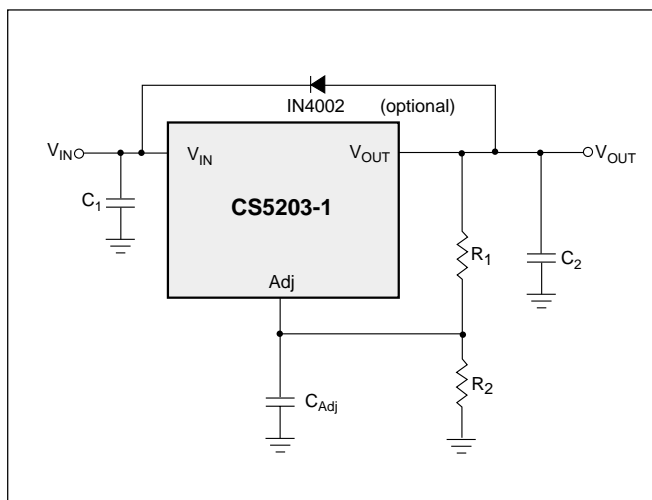 IN4002 (optional)
V_IN
V_IN
V_OUT
V_OUT
C_1
CS5203-1
R_1
C_2
Adj
R_2
C_Adj